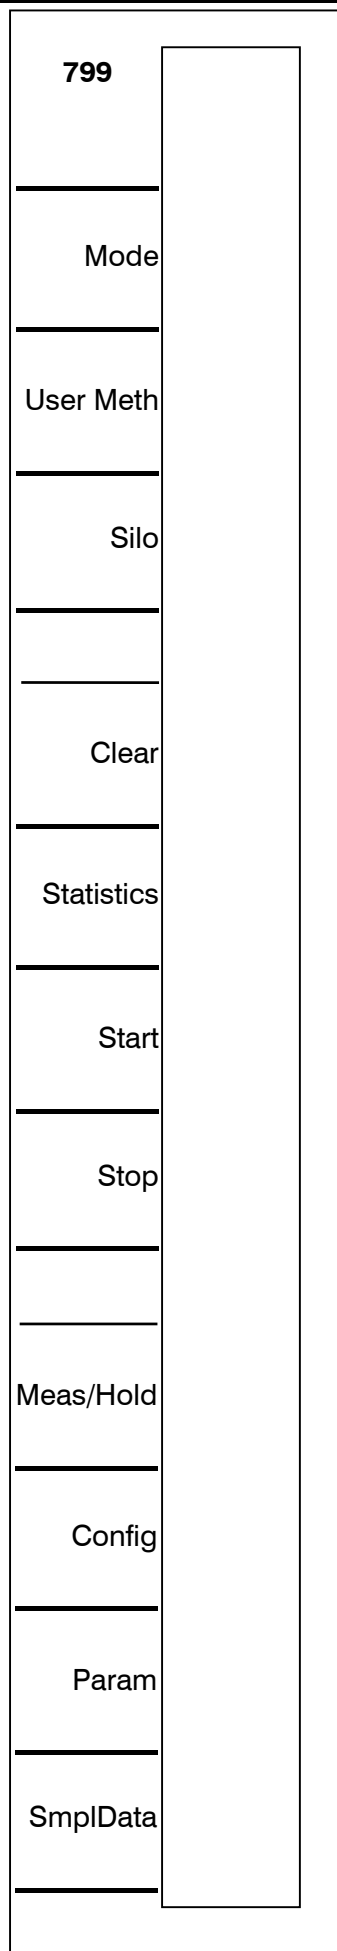 799
Mode
User Meth
Silo
Clear
Statistics
Start
Stop
Meas/Hold
Config
Param
SmplData